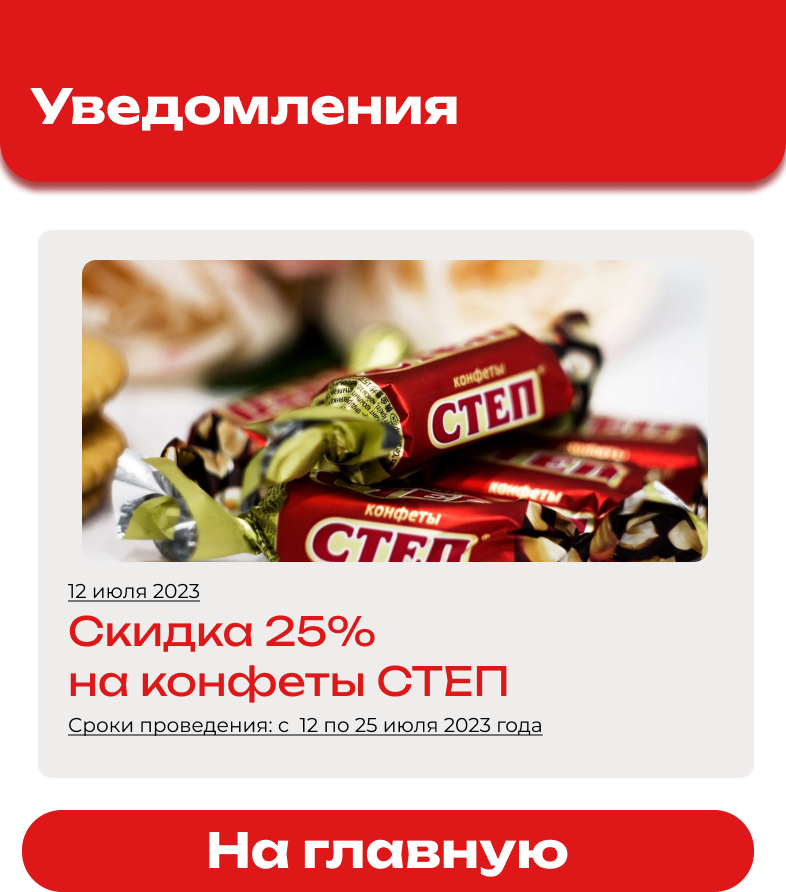 Уведомления
конфеты
СТЕП
конфеты
СТЕП
конфеты
СТЕП
12 июля 2023
Скидка 25%
на конфеты СТЕП
Сроки проведения: с  12 по 25 июля 2023 года
На главную